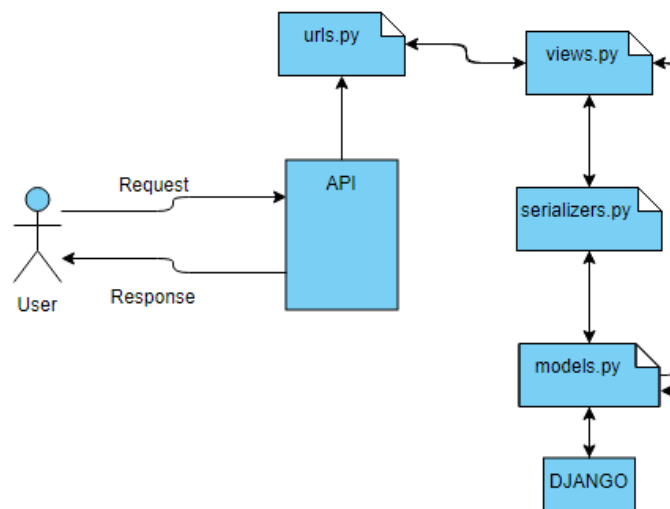 urls.py
views.py
Request
API
User
Response
serializers.py
models.py
DJANGO